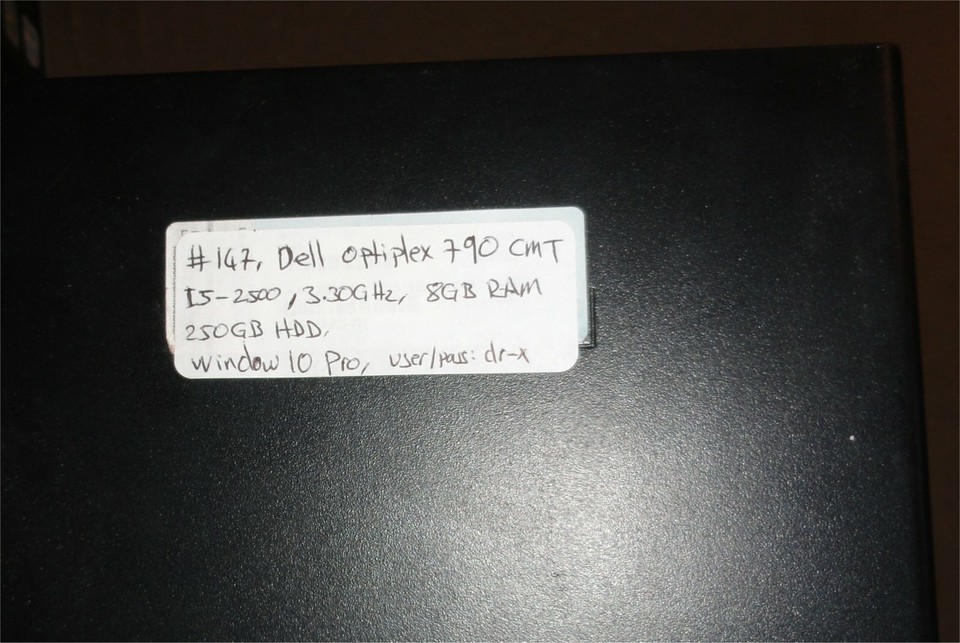 #147, Dell Optiplex 790 CMT
I5-2500, 3.30GHz, 8GB RAM
250GB HDD.
Window 10 Pro, user/pass: dr-x